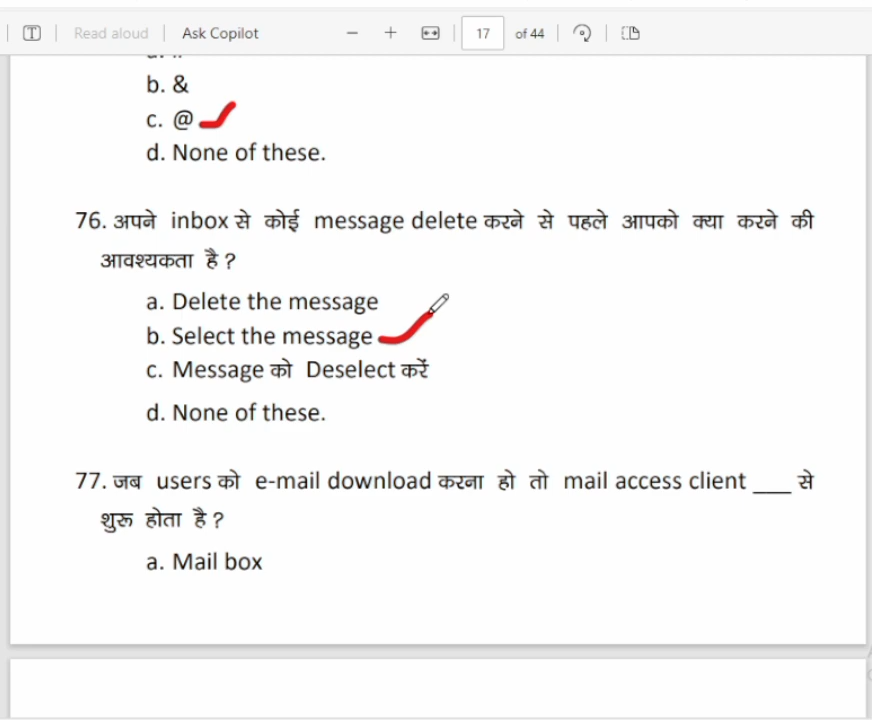 Read aloud Ask Copilot 17 of 44
b. &
c. @
d. None of these.
76. अपने inbox से कोई message delete करने से पहले आपको क्या करने की
आवश्यकता है ?
a. Delete the message
b. Select the message
c. Message को Deselect करें
d. None of these.
77. जब users को e-mail download करना हो तो mail access client ____ से
शुरू होता है ?
a. Mail box